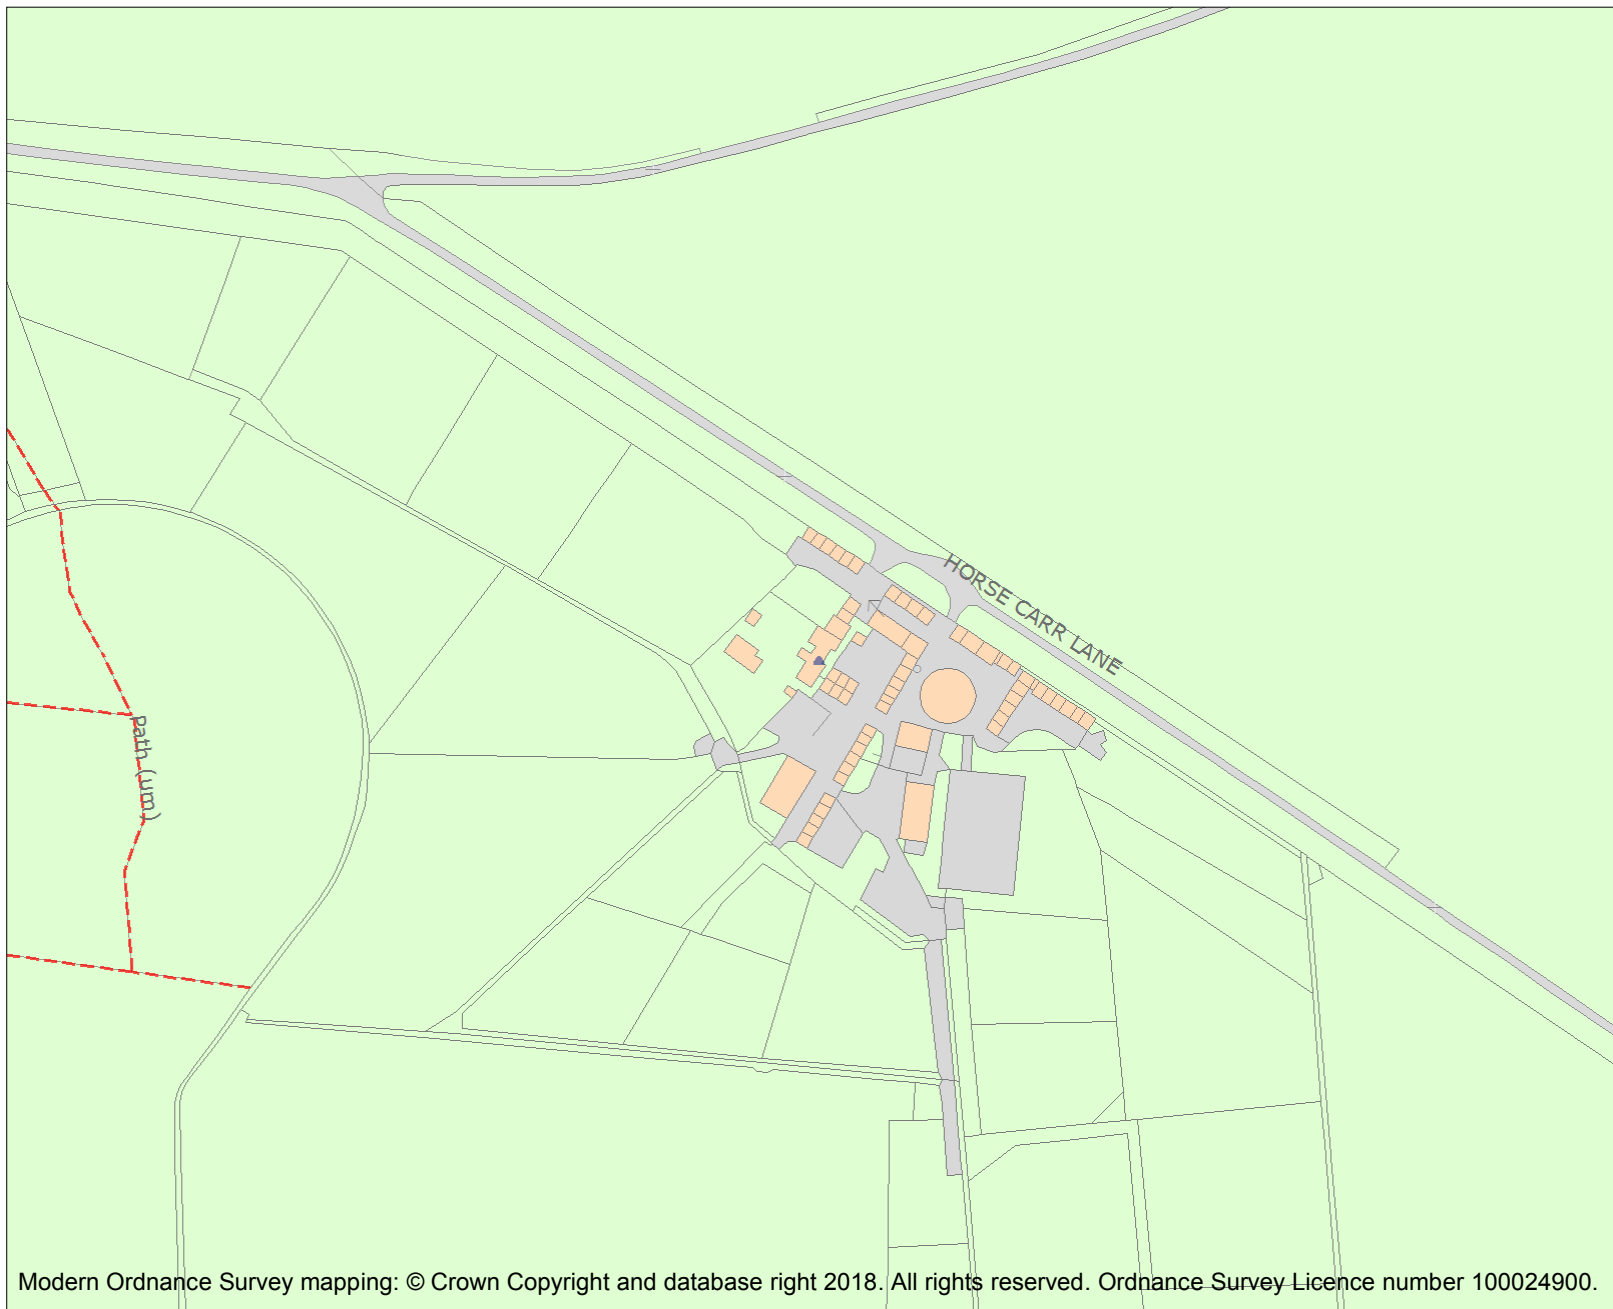 HORSE CARR LANE
Path (um)
Modern Ordnance Survey mapping: © Crown Copyright and database right 2018. All rights reserved. Ordnance Survey Licence number 100024900.